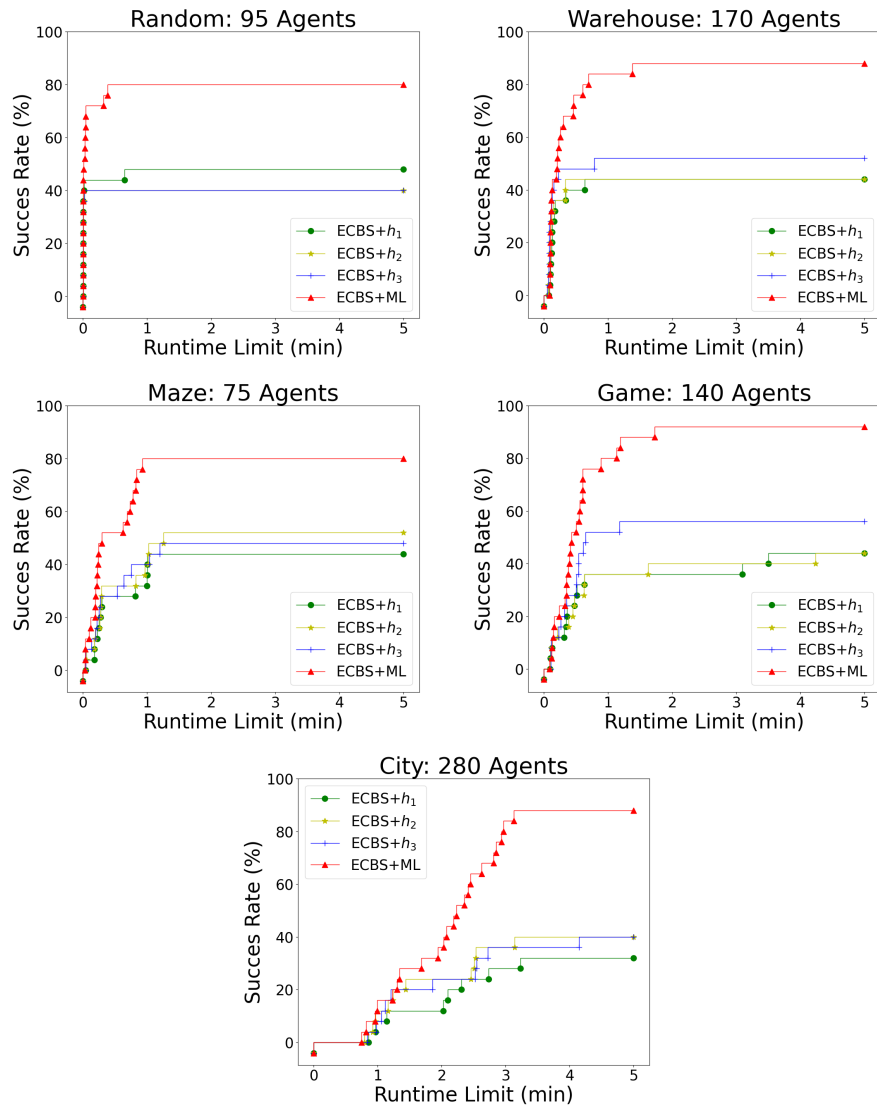 Random: 95 Agents
Succes Rate (%)
100
80
60
40
20
0
ECBS+h₁
ECBS+h₂
ECBS+h₃
ECBS+ML
0 1 2 3 4 5
Runtime Limit (min)
Warehouse: 170 Agents
Succes Rate (%)
100
80
60
40
20
0
ECBS+h₁
ECBS+h₂
ECBS+h₃
ECBS+ML
0 1 2 3 4 5
Runtime Limit (min)
Maze: 75 Agents
Succes Rate (%)
100
80
60
40
20
0
ECBS+h₁
ECBS+h₂
ECBS+h₃
ECBS+ML
0 1 2 3 4 5
Runtime Limit (min)
Game: 140 Agents
Succes Rate (%)
100
80
60
40
20
0
ECBS+h₁
ECBS+h₂
ECBS+h₃
ECBS+ML
0 1 2 3 4 5
Runtime Limit (min)
City: 280 Agents
Succes Rate (%)
100
80
60
40
20
0
ECBS+h₁
ECBS+h₂
ECBS+h₃
ECBS+ML
0 1 2 3 4 5
Runtime Limit (min)